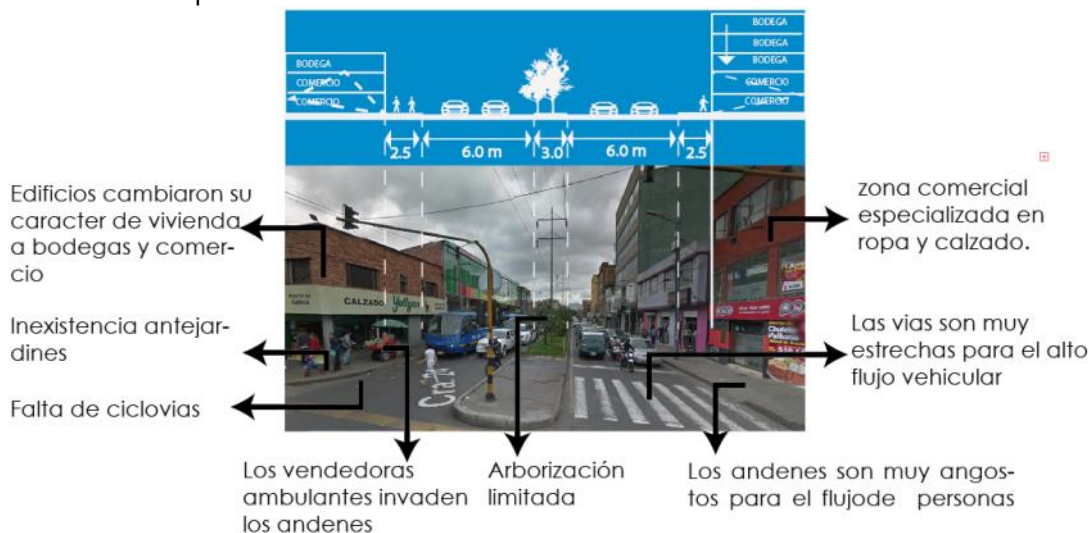 BODEGA
BODEGA
BODEGA
COMERCIO
COMERCIO
BODEGA
COMERCIO
COMERCIO
2.5
6.0 m
3.0
6.0 m
2.5
Edificios cambiaron su
caracter de vivienda
a bodegas y comer-
cio
Inexistencia antejar-
dines
Falta de ciclovias
CALZADO
Cra. 24
zona comercial
especializada en
ropa y calzado.
Las vias son muy
estrechas para el alto
flujo vehicular
Los vendedoras
ambulantes invaden
los andenes
Arborización
limitada
Los andenes son muy angos-
tos para el flujode personas